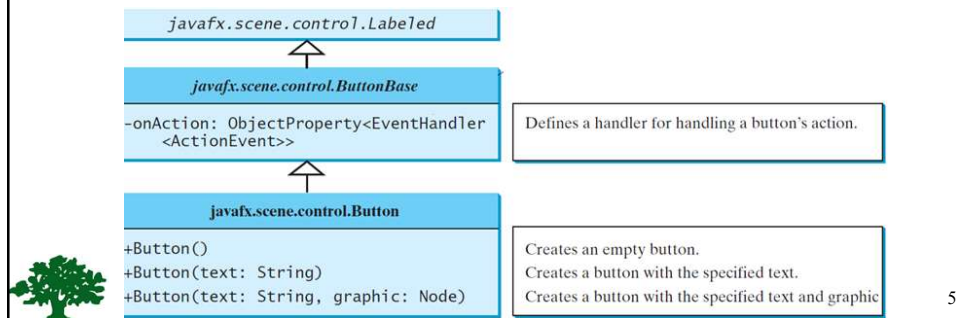 javafx.scene.control.Labeled
javafx.scene.control.ButtonBase
-onAction: ObjectProperty<EventHandler
<ActionEvent>>
Defines a handler for handling a button's action.
javafx.scene.control.Button
+Button()
+Button(text: String)
+Button(text: String, graphic: Node)
Creates an empty button.
Creates a button with the specified text.
Creates a button with the specified text and graphic
5